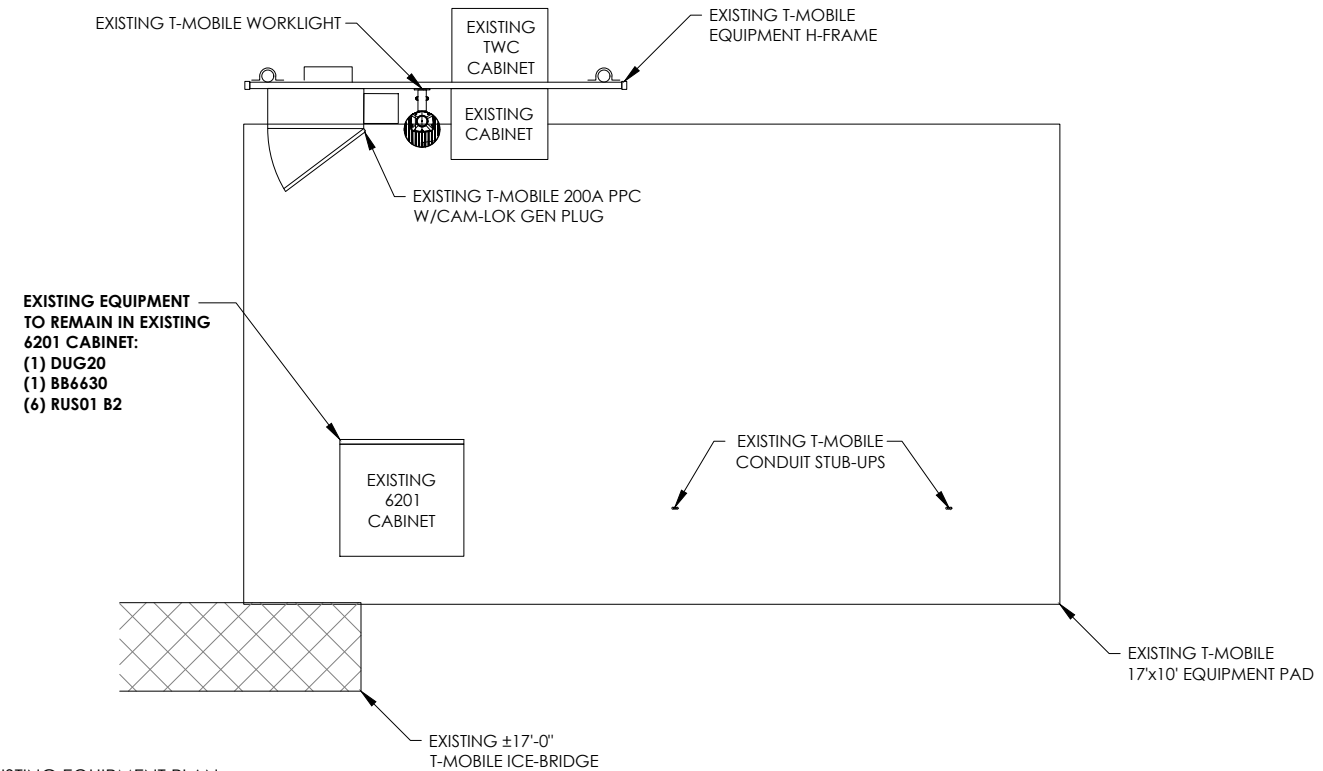 EXISTING T-MOBILE WORKLIGHT
EXISTING
TWC
CABINET
EXISTING T-MOBILE
EQUIPMENT H-FRAME
EXISTING
CABINET
EXISTING T-MOBILE 200A PPC
W/CAM-LOK GEN PLUG
EXISTING EQUIPMENT
TO REMAIN IN EXISTING
6201 CABINET:
(1) DUG20
(1) BB6630
(6) RUS01 B2
EXISTING
6201
CABINET
EXISTING T-MOBILE
CONDUIT STUB-UPS
EXISTING T-MOBILE
17'x10' EQUIPMENT PAD
EXISTING ±17'-0"
T-MOBILE ICE-BRIDGE